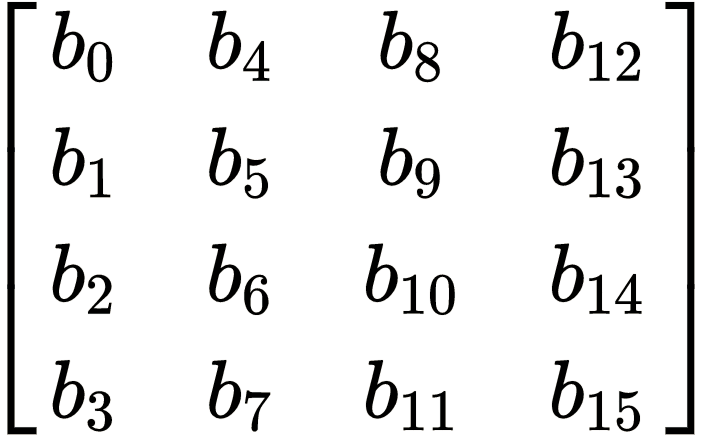 b₀ b₄ b₈ b₁₂
b₁ b₅ b₉ b₁₃
b₂ b₆ b₁₀ b₁₄
b₃ b₇ b₁₁ b₁₅